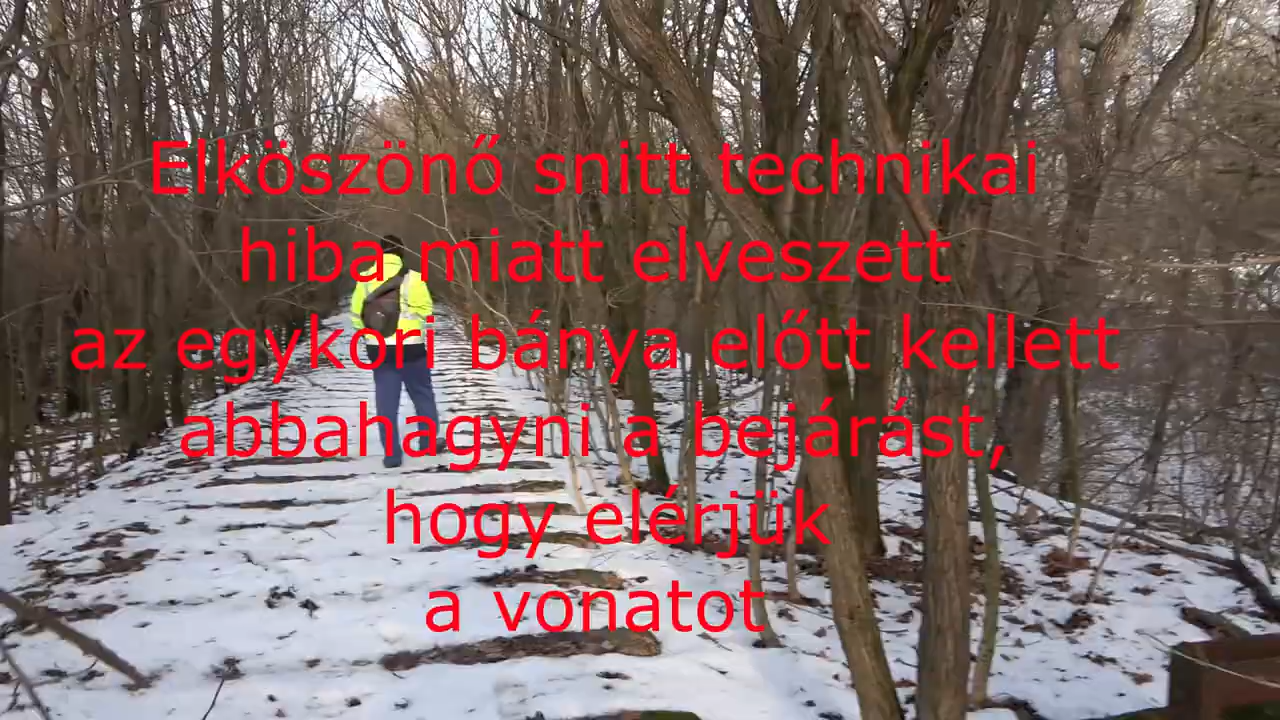 Elköszönő snitt technikai
hiba miatt elveszett
az egykori bánya előtt kellett
abbahagyni a bejárást,
hogy elérjük
a vonatot